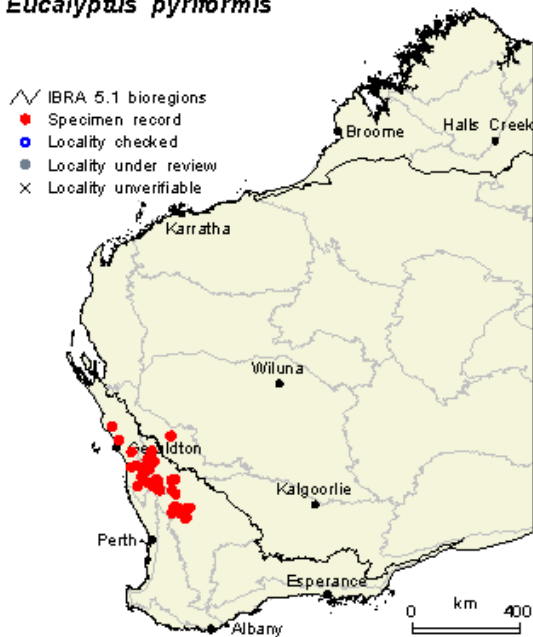 Eucalyptus pyriformis
IBRA 5.1 bioregions
Specimen record
Locality checked
Locality under review
Locality unverifiable
Broome
Halls Creek
Karratha
Wiluna
Geraldton
Kalgoorlie
Perth
Esperance
Albany
km
0 400